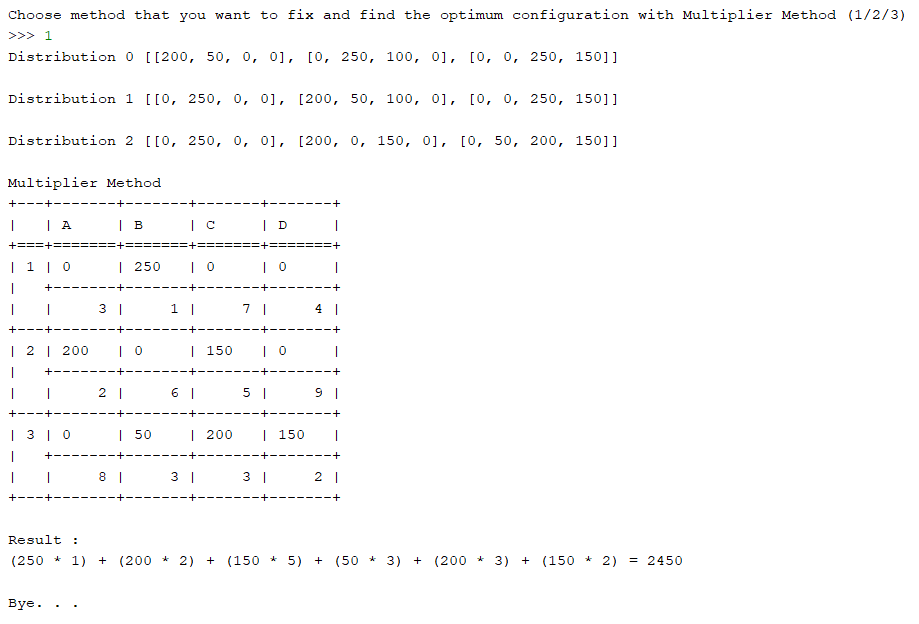 Choose method that you want to fix and find the optimum configuration with Multiplier Method (1/2/3)
>>> 1
Distribution 0 [[200, 50, 0, 0], [0, 250, 100, 0], [0, 0, 250, 150]]
Distribution 1 [[0, 250, 0, 0], [200, 50, 100, 0], [0, 0, 250, 150]]
Distribution 2 [[0, 250, 0, 0], [200, 0, 150, 0], [0, 50, 200, 150]]
Multiplier Method
+---+-------+-------+-------+-------+
|   | A     | B     | C     | D     |
+===+=======+=======+=======+=======+
| 1 | 0     | 250   | 0     | 0     |
|   +-------+-------+-------+-------+
|   |     3 |     1 |     7 |     4 |
+---+-------+-------+-------+-------+
| 2 | 200   | 0     | 150   | 0     |
|   +-------+-------+-------+-------+
|   |     2 |     6 |     5 |     9 |
+---+-------+-------+-------+-------+
| 3 | 0     | 50    | 200   | 150   |
|   +-------+-------+-------+-------+
|   |     8 |     3 |     3 |     2 |
+---+-------+-------+-------+-------+
Result :
(250 * 1) + (200 * 2) + (150 * 5) + (50 * 3) + (200 * 3) + (150 * 2) = 2450
Bye. . .